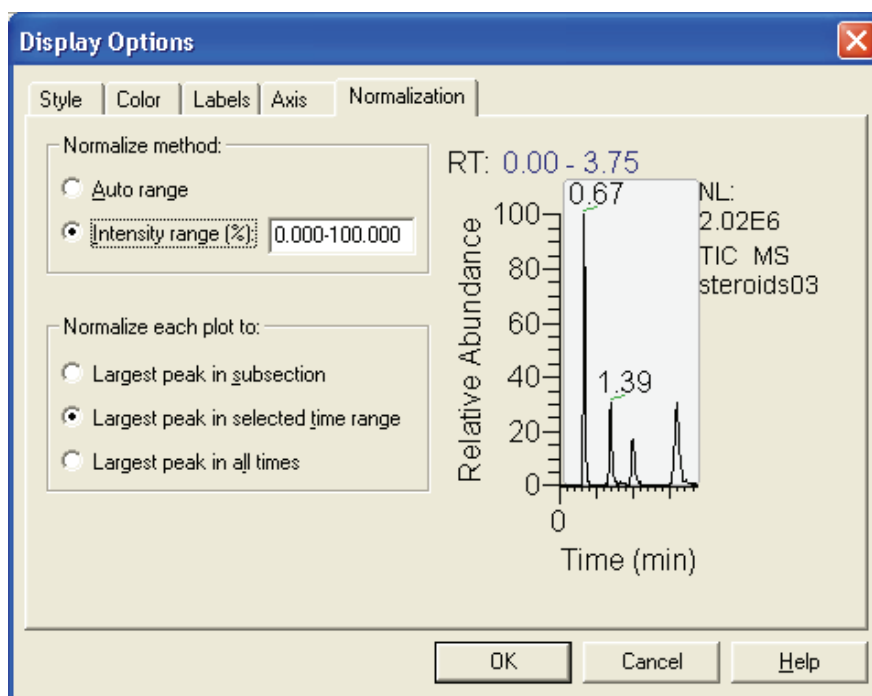 Display Options
Style Color Labels Axis Normalization
Normalize method:
Auto range
Intensity range (%): 0.000-100.000
Normalize each plot to:
Largest peak in subsection
Largest peak in selected time range
Largest peak in all times
RT: 0.00 - 3.75
0.67
NL:
2.02E6
TIC MS
steroids03
1.39
Relative Abundance
100
80
60
40
20
0
0
Time (min)
OK Cancel Help